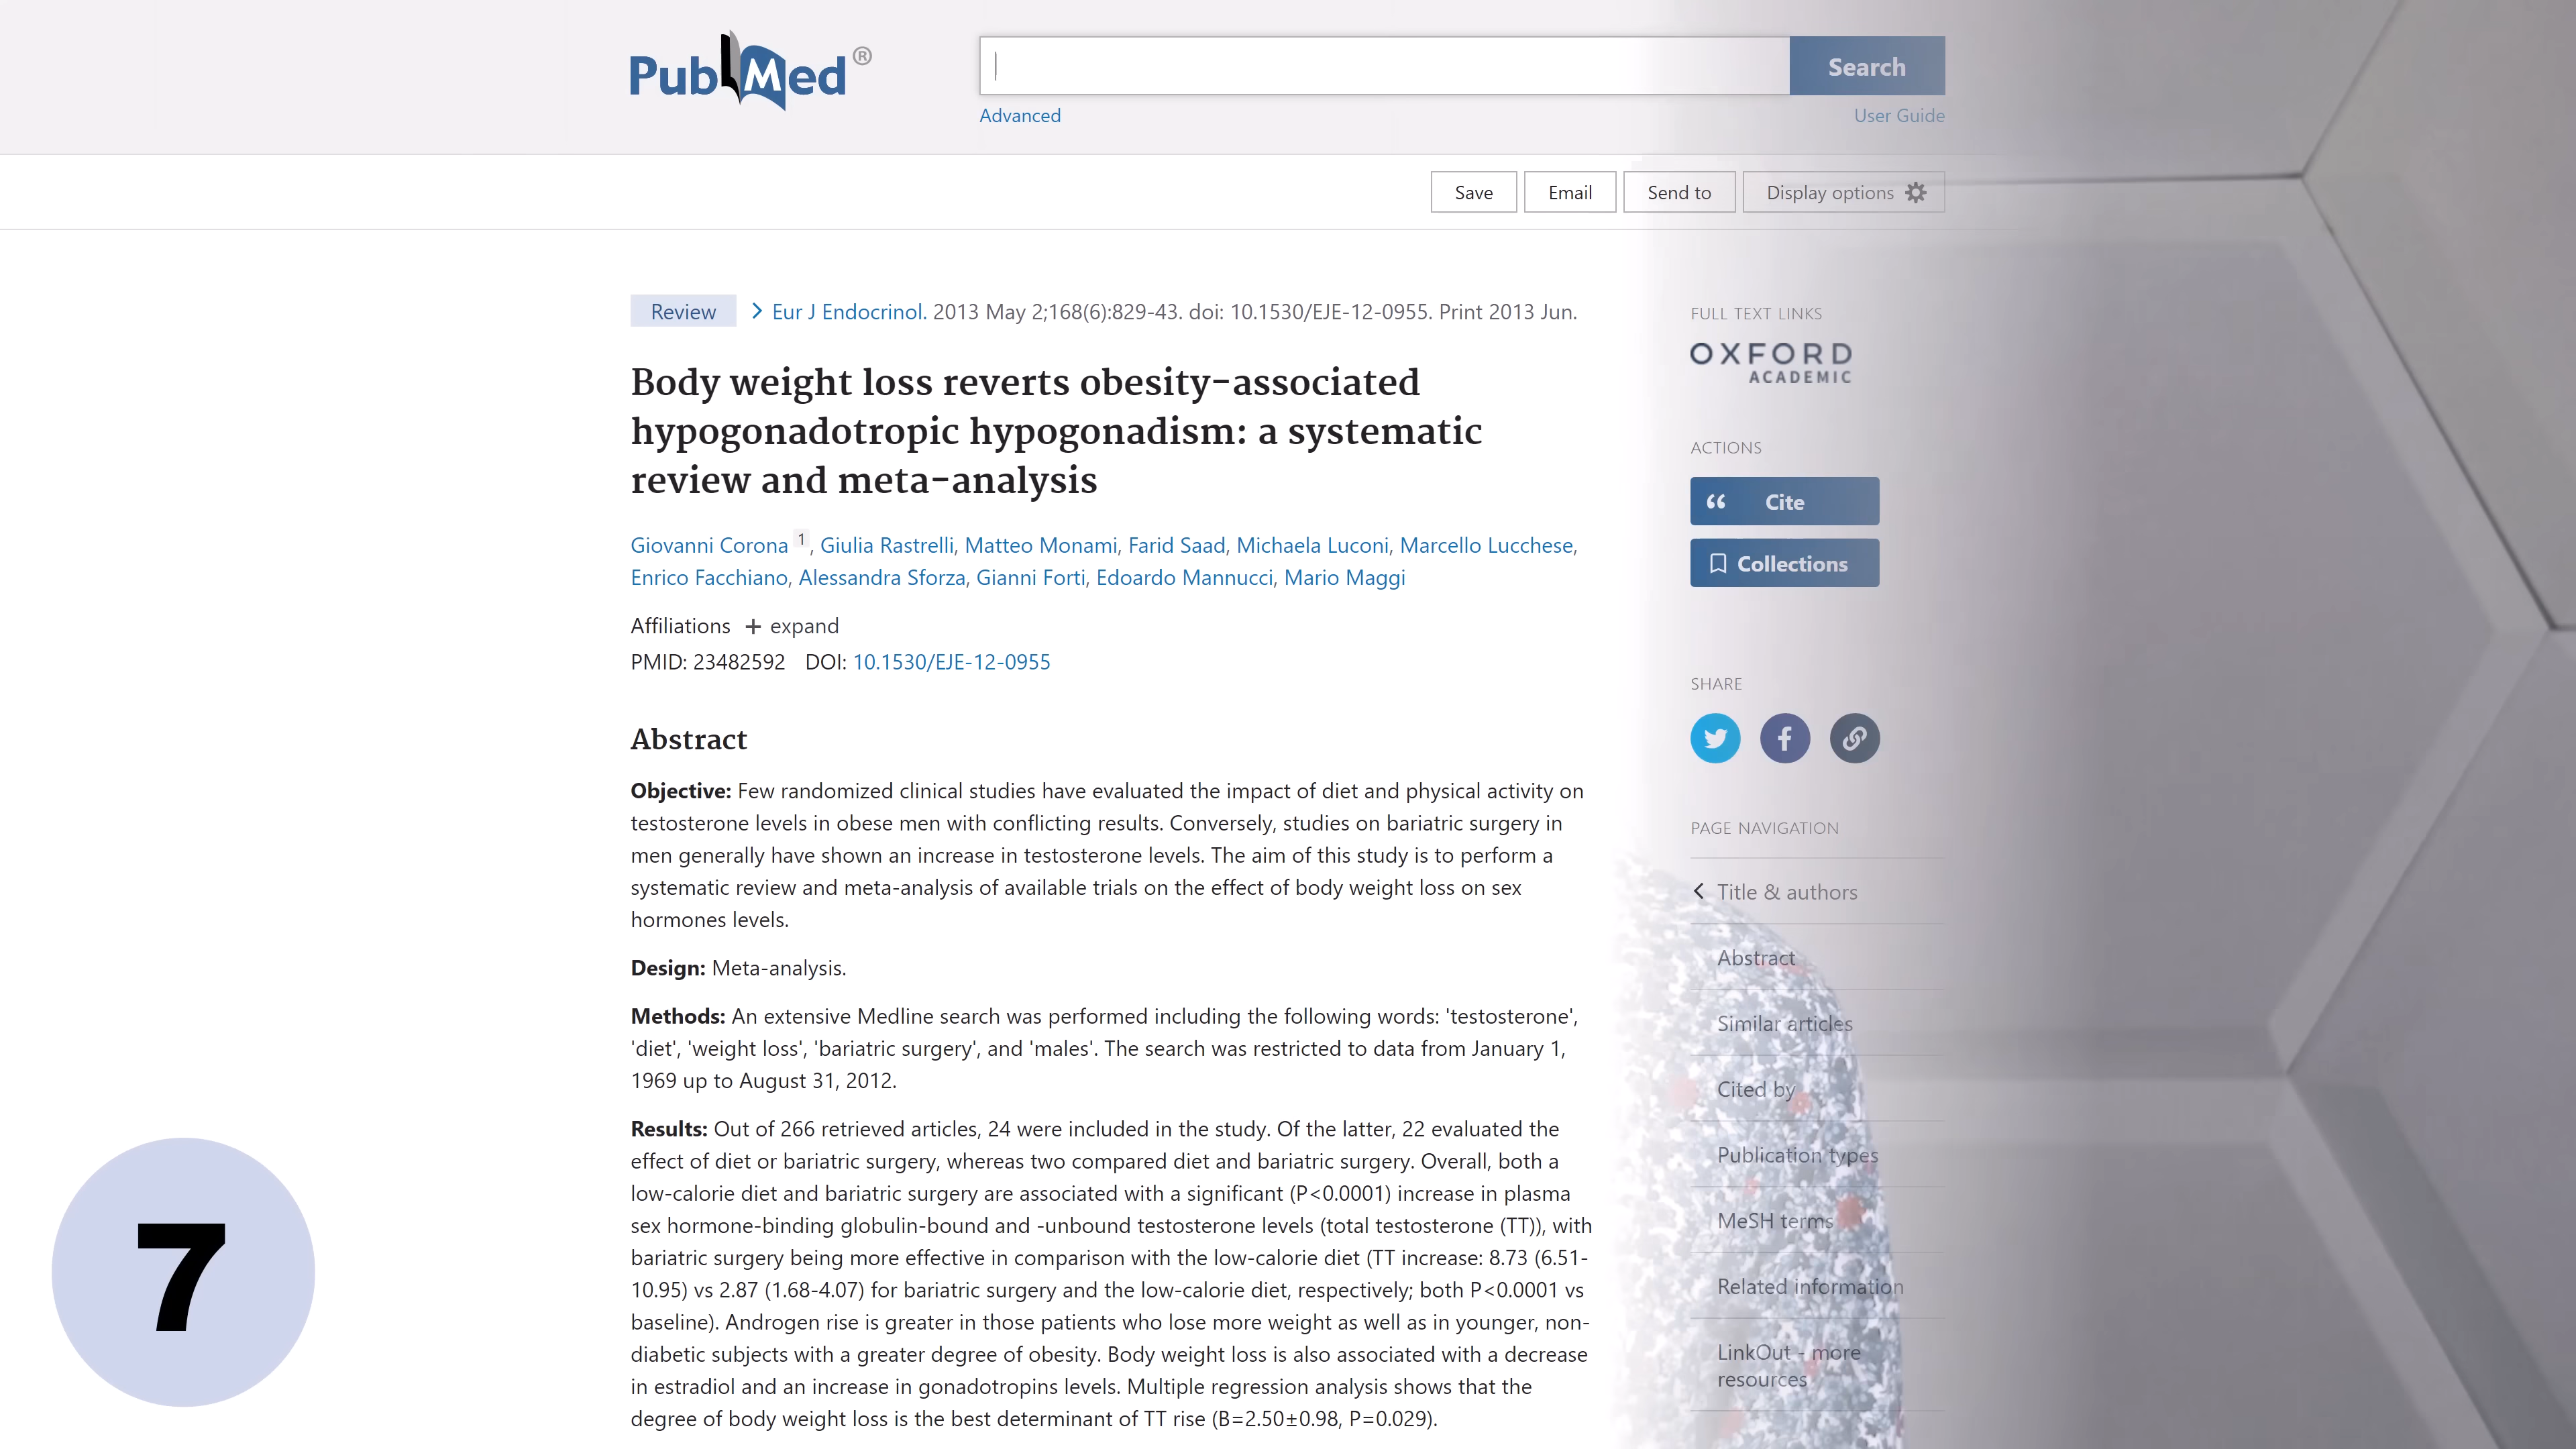 PubMed®
Search
Advanced
User Guide
Save
Email
Send to
Display options
Review
Eur J Endocrinol. 2013 May 2;168(6):829-43. doi: 10.1530/EJE-12-0955. Print 2013 Jun.
Body weight loss reverts obesity-associated
hypogonadotropic hypogonadism: a systematic
review and meta-analysis
Giovanni Corona 1, Giulia Rastrelli, Matteo Monami, Farid Saad, Michaela Luconi, Marcello Lucchese,
Enrico Facchiano, Alessandra Sforza, Gianni Forti, Edoardo Mannucci, Mario Maggi
Affiliations + expand
PMID: 23482592 DOI: 10.1530/EJE-12-0955
Abstract
Objective: Few randomized clinical studies have evaluated the impact of diet and physical activity on
testosterone levels in obese men with conflicting results. Conversely, studies on bariatric surgery in
men generally have shown an increase in testosterone levels. The aim of this study is to perform a
systematic review and meta-analysis of available trials on the effect of body weight loss on sex
hormones levels.
Design: Meta-analysis.
Methods: An extensive Medline search was performed including the following words: 'testosterone',
'diet', 'weight loss', 'bariatric surgery', and 'males'. The search was restricted to data from January 1,
1969 up to August 31, 2012.
Results: Out of 266 retrieved articles, 24 were included in the study. Of the latter, 22 evaluated the
effect of diet or bariatric surgery, whereas two compared diet and bariatric surgery. Overall, both a
low-calorie diet and bariatric surgery are associated with a significant (P<0.0001) increase in plasma
sex hormone-binding globulin-bound and -unbound testosterone levels (total testosterone (TT)), with
bariatric surgery being more effective in comparison with the low-calorie diet (TT increase: 8.73 (6.51-
10.95) vs 2.87 (1.68-4.07) for bariatric surgery and the low-calorie diet, respectively; both P<0.0001 vs
baseline). Androgen rise is greater in those patients who lose more weight as well as in younger, non-
diabetic subjects with a greater degree of obesity. Body weight loss is also associated with a decrease
in estradiol and an increase in gonadotropins levels. Multiple regression analysis shows that the
degree of body weight loss is the best determinant of TT rise (B=2.50±0.98, P=0.029).
FULL TEXT LINKS
OXFORD
ACADEMIC
ACTIONS
Cite
Collections
SHARE
PAGE NAVIGATION
Title & authors
Abstract
Similar articles
Cited by
Publication types
MeSH terms
Related information
LinkOut - more
resources
7